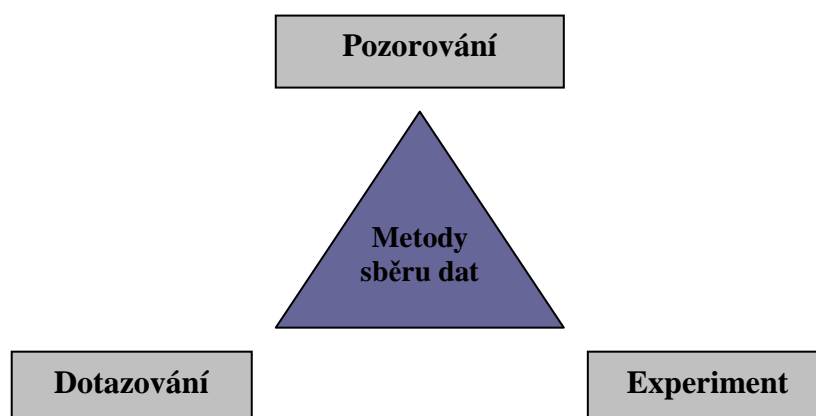 Pozorování
Metody
sběru dat
Dotazování
Experiment